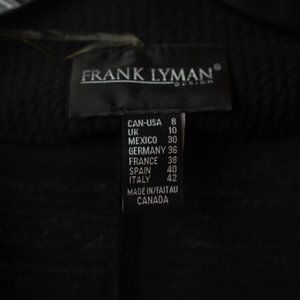 FRANK LYMAN®
DESIGN
CAN-USA 8
UK 10
MEXICO 30
GERMANY 36
FRANCE 38
SPAIN 40
ITALY 42
MADE IN/FAIT AU
CANADA